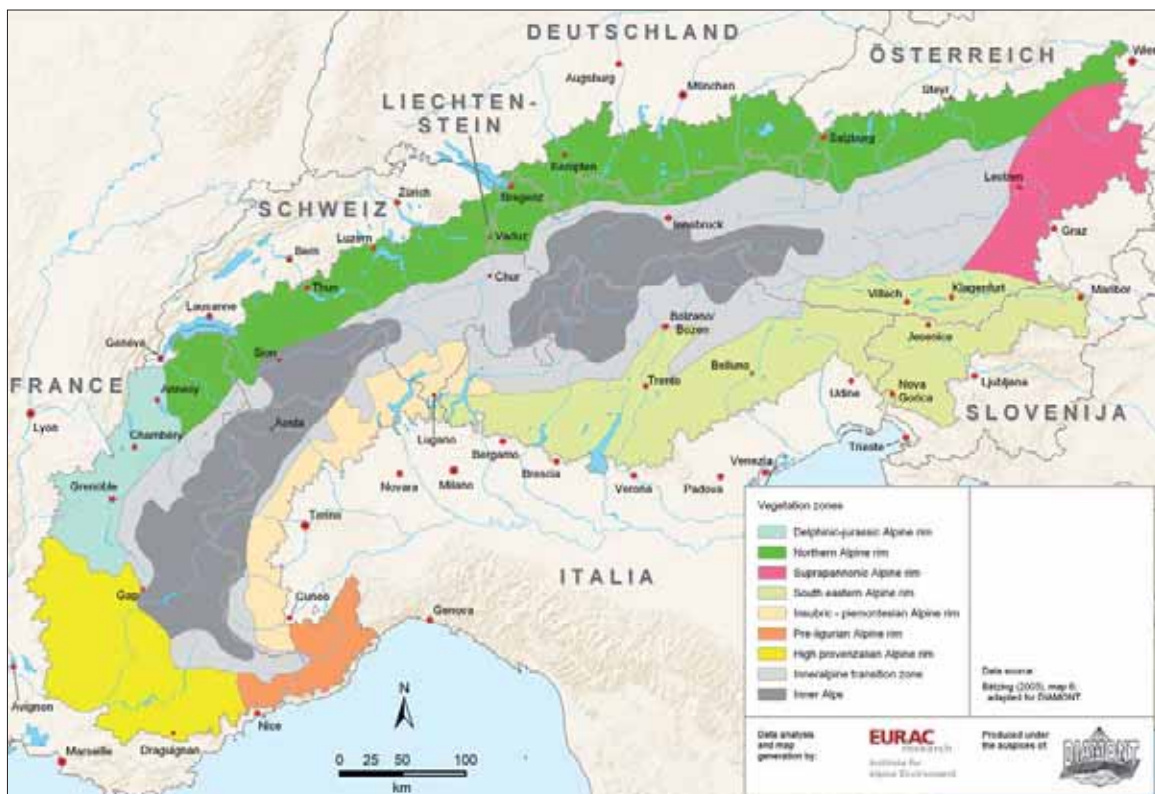 DEUTSCHLAND
ÖSTERREICH
Wien
Augsburg
München
Steyr
LIECHTEN-
STEIN
Salzburg
Kempten
Leoben
Bregenz
Zürich
SCHWEIZ
Innsbruck
Graz
Luzern
Vaduz
Bern
Chur
Thun
Villach
Klagenfurt
Maribor
Lausanne
Bolzano/
Bozen
Jesenice
Genève
Sion
Belluno
FRANCE
Trento
Ljubljana
Annecy
Udine
Nova
Gorica
SLOVENIJA
Lyon
Aosta
Chambéry
Lugano
Trieste
Bergamo
Grenoble
Novara
Milano
Brescia
Verona
Padova
Venezia
Torino
ITALIA
Gap
Cuneo
Genova
Avignon
Nice
Marseille
Draguignan
N
0 25 50 100
km
Vegetation zones
Delphinic-jurassic Alpine rim
Northern Alpine rim
Suprapannonic Alpine rim
South eastern Alpine rim
Insubric - piemontesian Alpine rim
Pre-ligurian Alpine rim
High provenzalian Alpine rim
Inneralpine transition zone
Inner Alps
Data source:
Bätzing (2003), map 6;
adapted for DIAMONT
Data analysis
and map
generation by:
EURAC
research
Institute for
Alpine Environment
Produced under
the auspices of:
DIAMONT